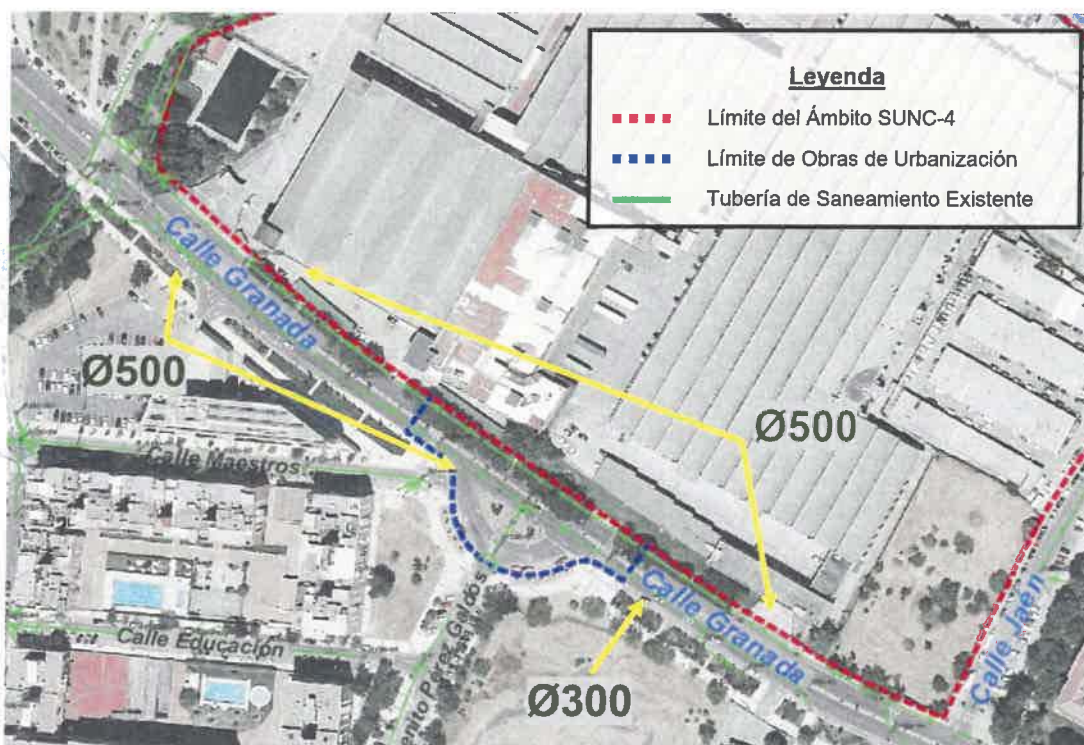 Leyenda
Límite del Ámbito SUNC-4
Límite de Obras de Urbanización
Tubería de Saneamiento Existente
Calle Granada
Ø500
Ø500
Calle Maestros
Calle Granada
Calle Jaén
Calle Educación
Ø300